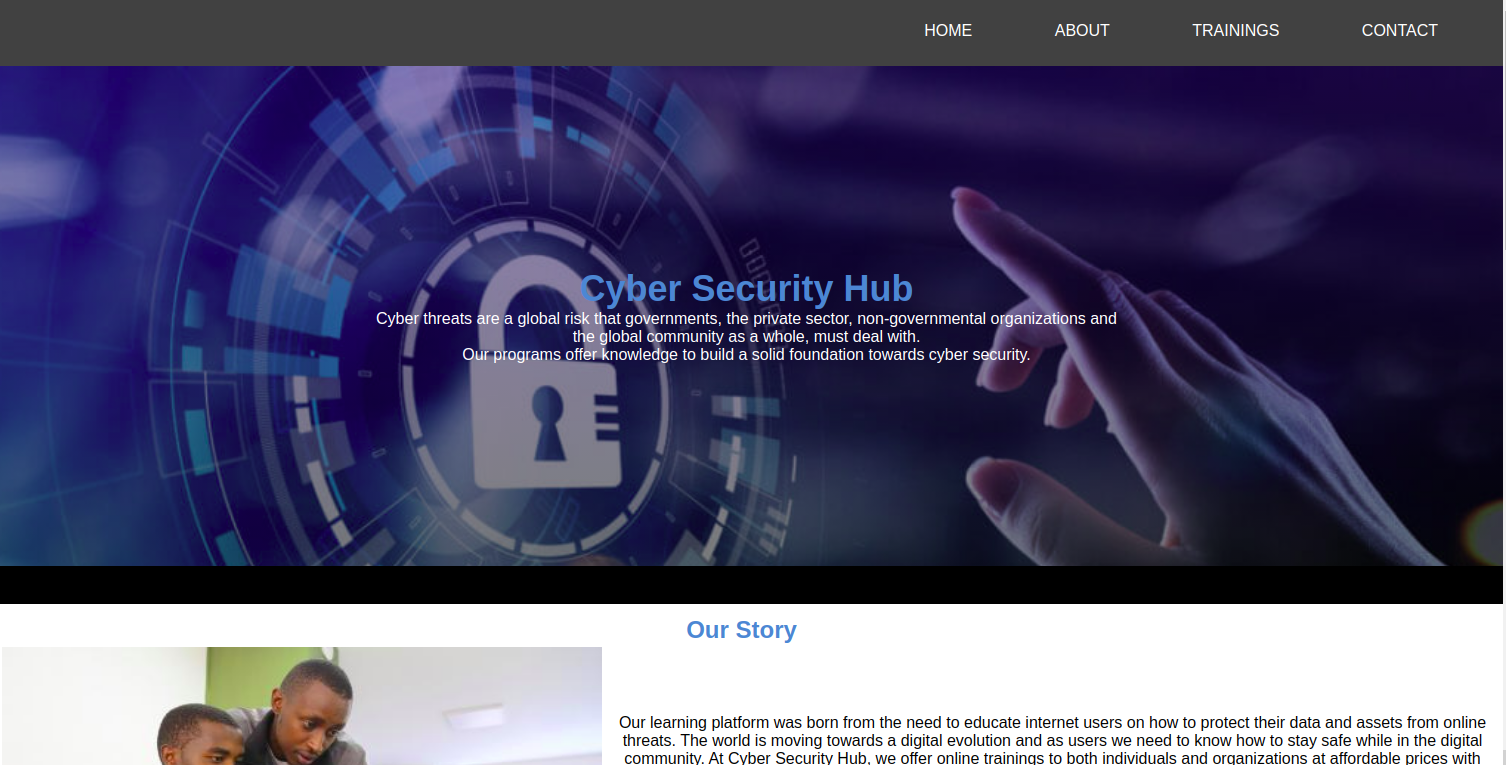 HOME ABOUT TRAININGS CONTACT
Cyber Security Hub
Cyber threats are a global risk that governments, the private sector, non-governmental organizations and
the global community as a whole, must deal with.
Our programs offer knowledge to build a solid foundation towards cyber security.
Our Story
Our learning platform was born from the need to educate internet users on how to protect their data and assets from online
threats. The world is moving towards a digital evolution and as users we need to know how to stay safe while in the digital
community. At Cyber Security Hub, we offer online trainings to both individuals and organizations at affordable prices with